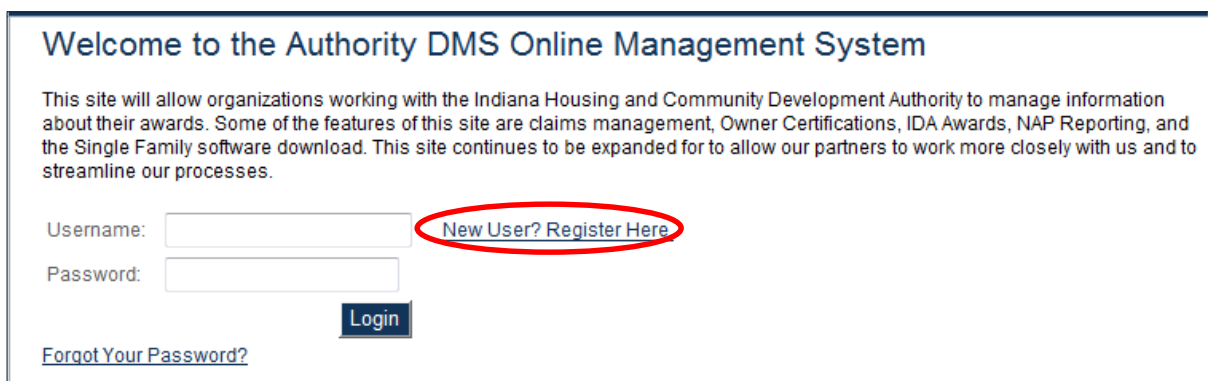 Welcome to the Authority DMS Online Management System
This site will allow organizations working with the Indiana Housing and Community Development Authority to manage information
about their awards. Some of the features of this site are claims management, Owner Certifications, IDA Awards, NAP Reporting, and
the Single Family software download. This site continues to be expanded for to allow our partners to work more closely with us and to
streamline our processes.
Username: New User? Register Here
Password:
Login
Forgot Your Password?